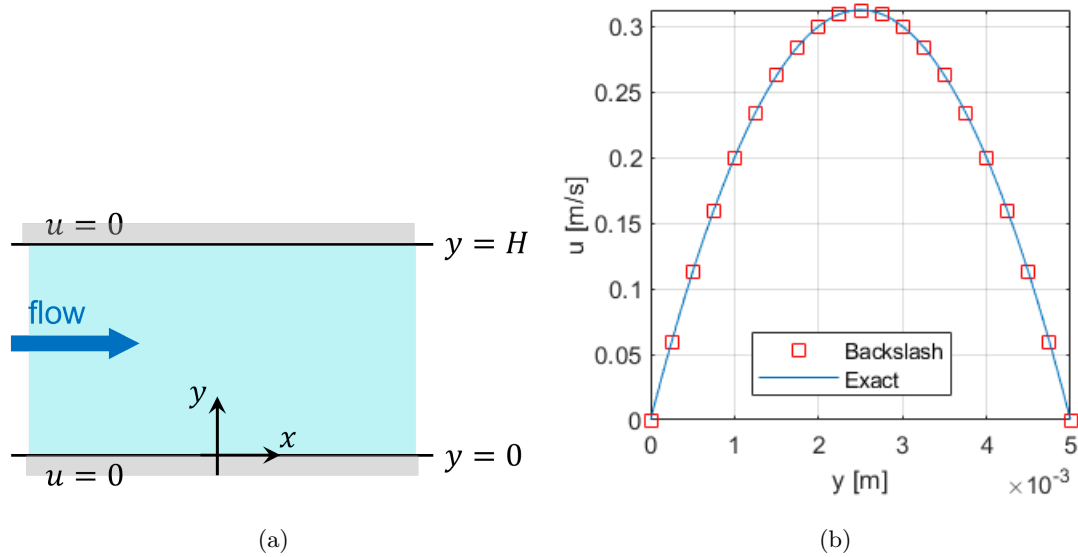 u = 0
y = H
flow
y
x
y = 0
u = 0
(a)
0.3
0.25
0.2
0.15
0.1
0.05
0
u [m/s]
Backslash
Exact
0 1 2 3 4 5
y [m]
×10⁻³
(b)